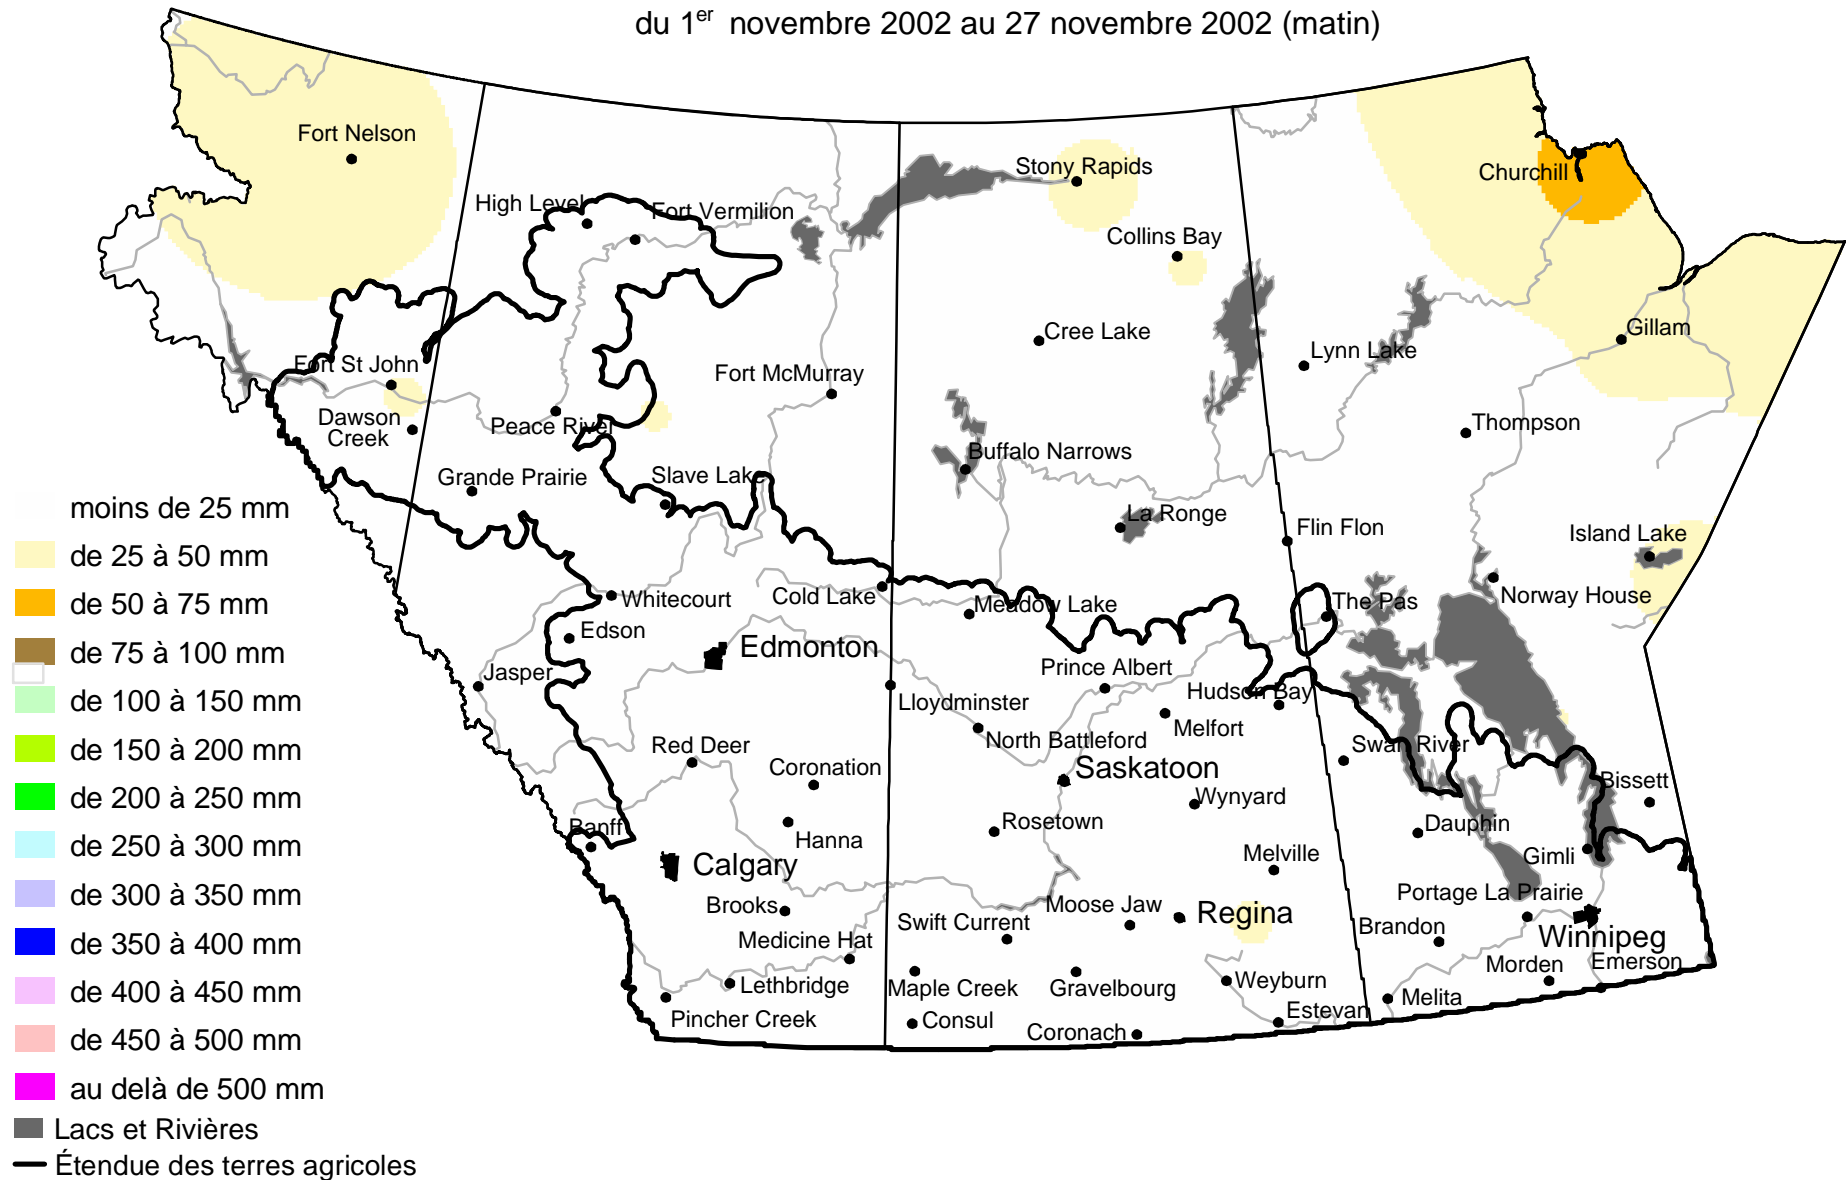 du 1er novembre 2002 au 27 novembre 2002 (matin)
Fort Nelson
Stony Rapids
Churchill
High Level
Fort Vermilion
Collins Bay
Gillam
Cree Lake
Lynn Lake
Fort St John
Fort McMurray
Dawson
Creek
Peace River
Thompson
Buffalo Narrows
Grande Prairie
Slave Lake
La Ronge
Flin Flon
Island Lake
Whitecourt
Cold Lake
Meadow Lake
The Pas
Norway House
Edson
Edmonton
Jasper
Prince Albert
Hudson Bay
Lloydminster
Melfort
North Battleford
Red Deer
Swan River
Coronation
Saskatoon
Bissett
Wynyard
Banff
Hanna
Rosetown
Dauphin
Calgary
Melville
Gimli
Portage La Prairie
Brooks
Moose Jaw
Regina
Swift Current
Brandon
Winnipeg
Medicine Hat
Emerson
Morden
Lethbridge
Maple Creek
Gravelbourg
Weyburn
Melita
Pincher Creek
Consul
Coronach
Estevan
moins de 25 mm
de 25 à 50 mm
de 50 à 75 mm
de 75 à 100 mm
de 100 à 150 mm
de 150 à 200 mm
de 200 à 250 mm
de 250 à 300 mm
de 300 à 350 mm
de 350 à 400 mm
de 400 à 450 mm
de 450 à 500 mm
au delà de 500 mm
Lacs et Rivières
Étendue des terres agricoles